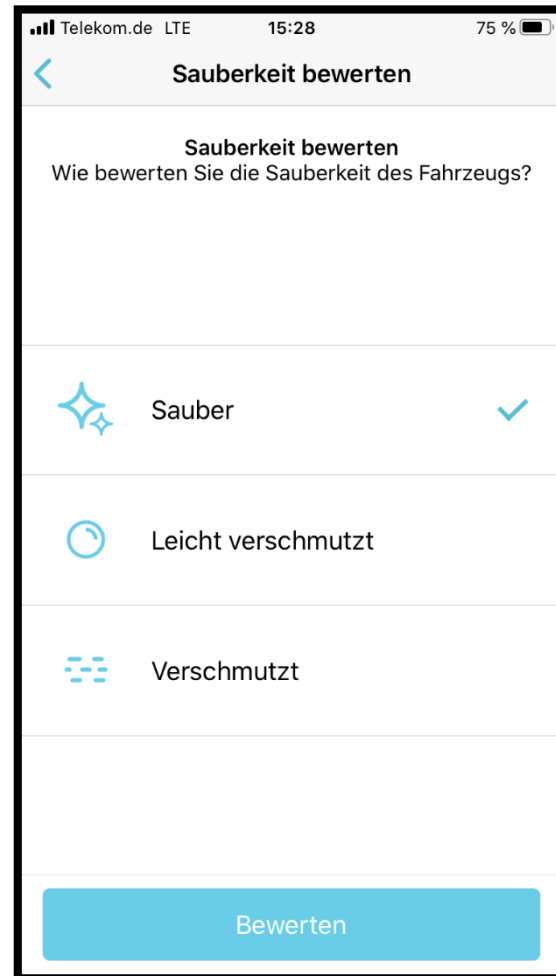 Telekom.de LTE 15:28 75 %
Sauberkeit bewerten
Sauberkeit bewerten
Wie bewerten Sie die Sauberkeit des Fahrzeugs?
Sauber
Leicht verschmutzt
Verschmutzt
Bewerten